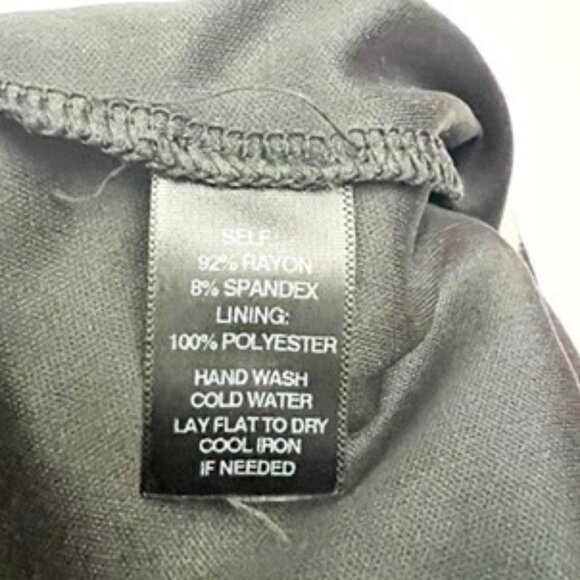 SELF:
92% RAYON
8% SPANDEX
LINING:
100% POLYESTER
HAND WASH
COLD WATER
LAY FLAT TO DRY
COOL IRON
IF NEEDED